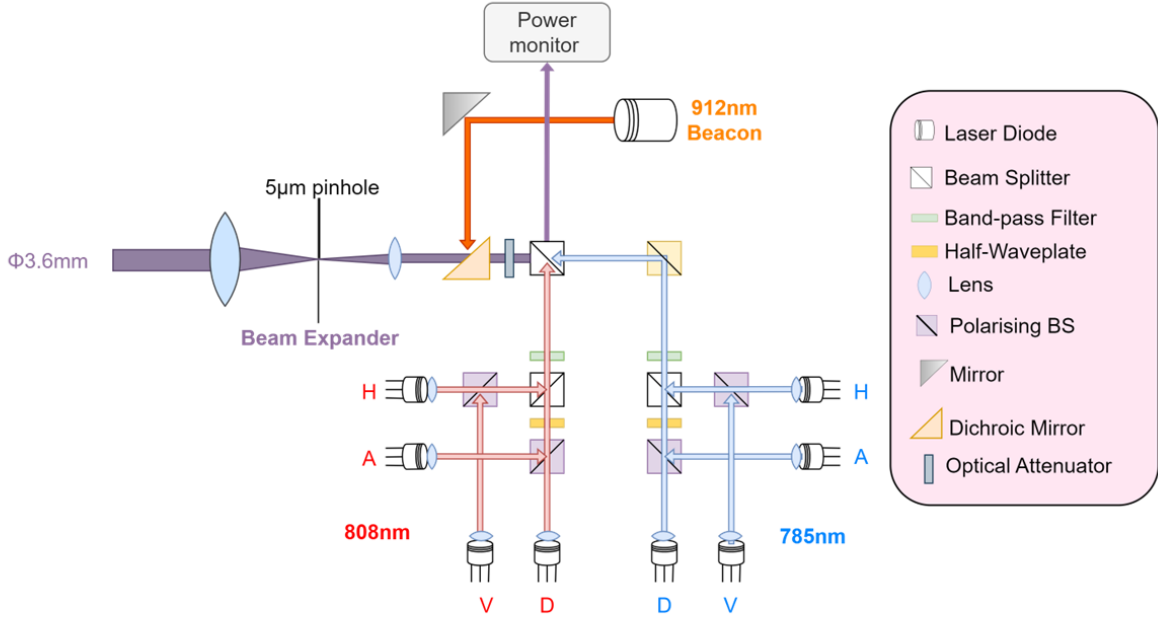 Power
monitor
912nm
Beacon
5μm pinhole
Φ3.6mm
Beam Expander
H
A
808nm
V
D
H
A
785nm
D
V
Laser Diode
Beam Splitter
Band-pass Filter
Half-Waveplate
Lens
Polarising BS
Mirror
Dichroic Mirror
Optical Attenuator